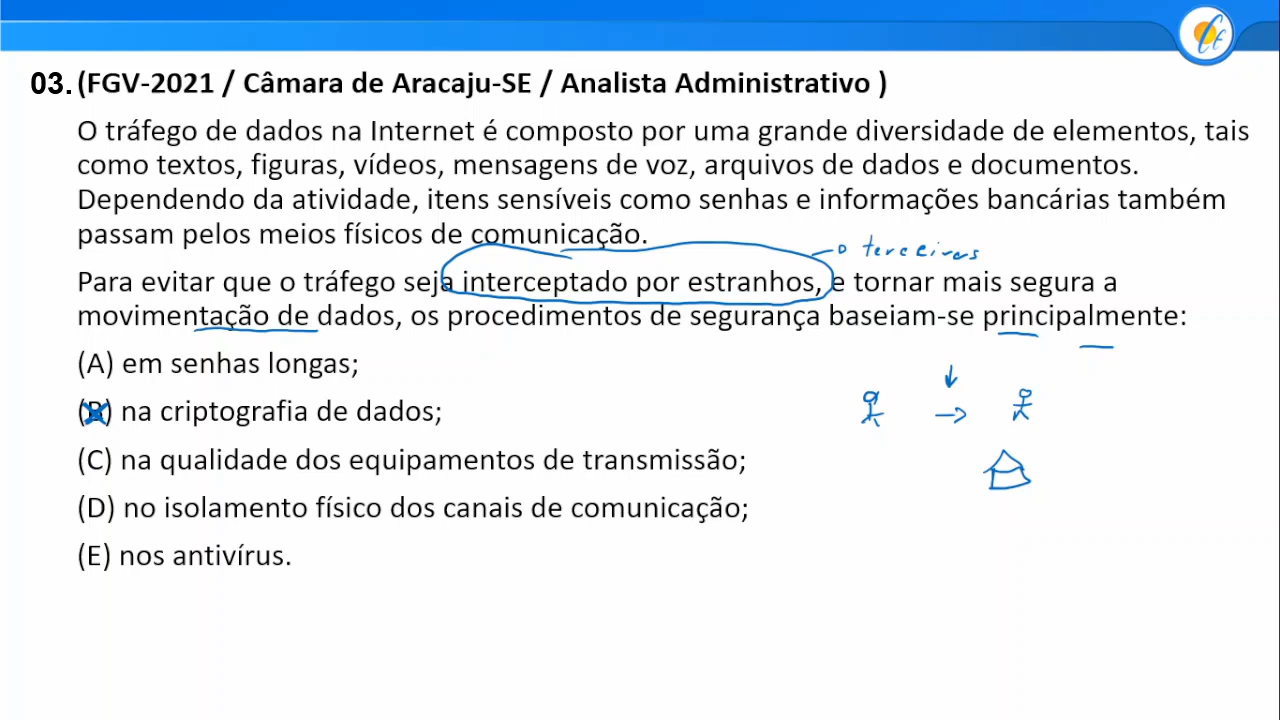 03. (FGV-2021 / Câmara de Aracaju-SE / Analista Administrativo )
O tráfego de dados na Internet é composto por uma grande diversidade de elementos, tais
como textos, figuras, vídeos, mensagens de voz, arquivos de dados e documentos.
Dependendo da atividade, itens sensíveis como senhas e informações bancárias também
passam pelos meios físicos de comunicação.
terceiros
Para evitar que o tráfego seja interceptado por estranhos, e tornar mais segura a
movimentação de dados, os procedimentos de segurança baseiam-se principalmente:
(A) em senhas longas;
(B) na criptografia de dados;
(C) na qualidade dos equipamentos de transmissão;
(D) no isolamento físico dos canais de comunicação;
(E) nos antivírus.